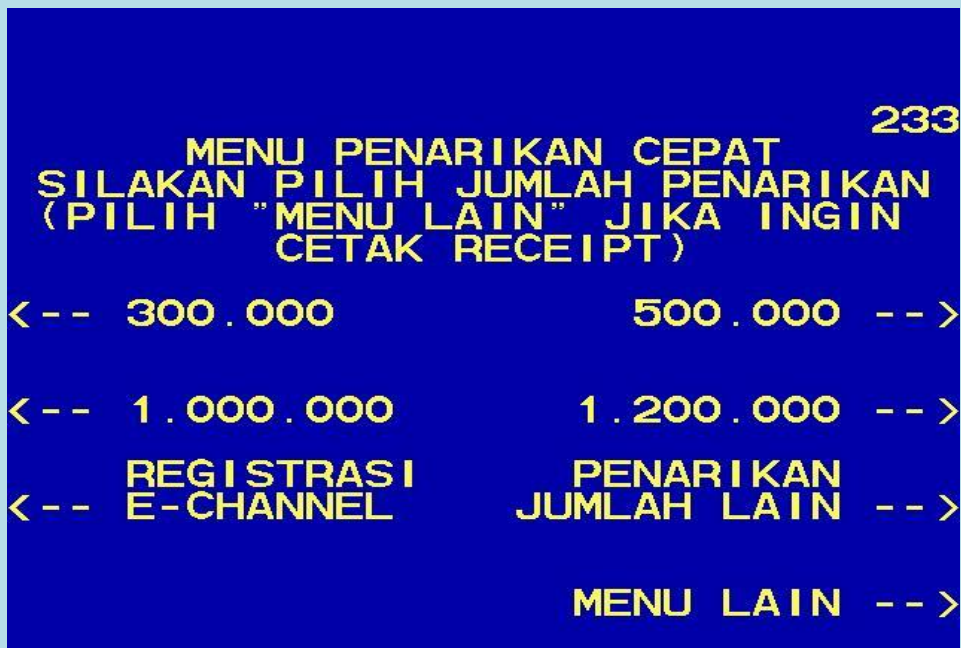 233
MENU PENARIKAN CEPAT
SILAKAN PILIH JUMLAH PENARIKAN
(PILIH "MENU LAIN" JIKA INGIN
CETAK RECEIPT)
<-- 300.000 500.000 -->
<-- 1.000.000 1.200.000 -->
REGISTRASI PENARIKAN
<-- E-CHANNEL JUMLAH LAIN -->
MENU LAIN -->